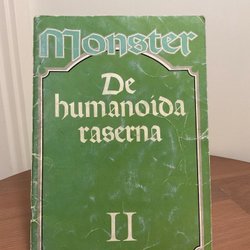 Monster
De
humanoida
raserna
II